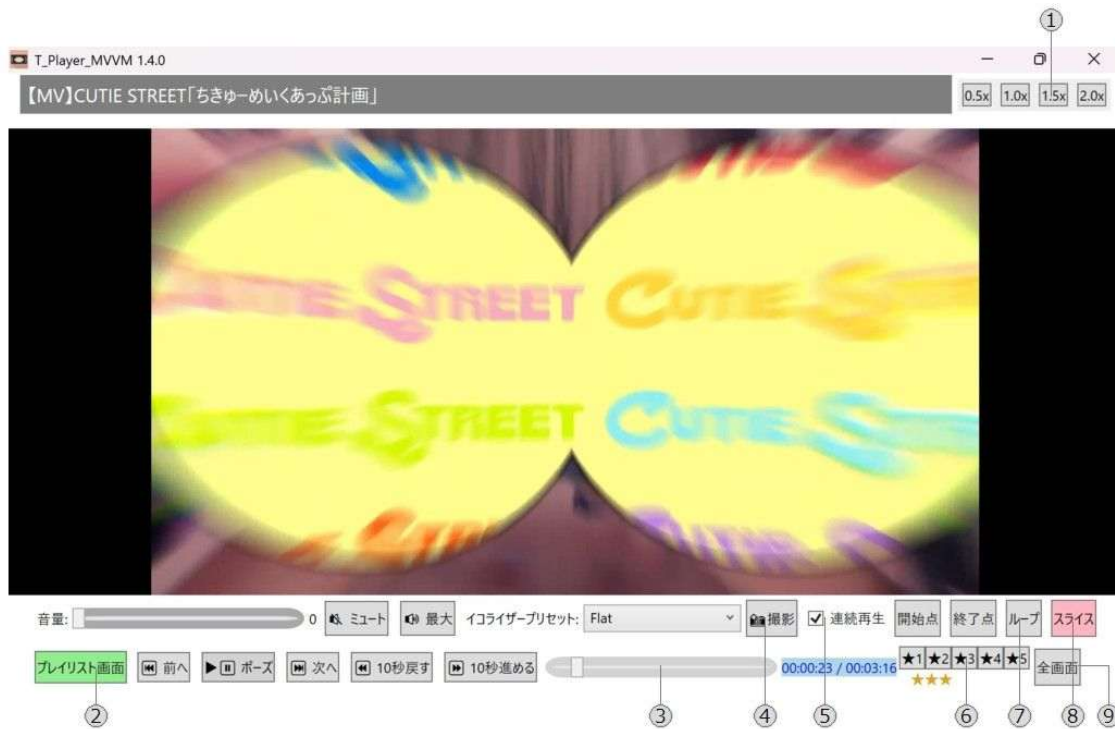 ①
T_Player_MVVM 1.4.0
【MV】CUTIE STREET「ちきゅーめいくあっぷ計画」
0.5x 1.0x 1.5x 2.0x
STREET CUTIE
STREET CUTIE
音量: 0 ミュート 最大 イコライザープリセット: Flat 撮影 連続再生 開始点 終了点 ループ スライス
プレイリスト画面 前へ ポーズ 次へ 10秒戻す 10秒進める 00:00:23 / 00:03:16 ★1 ★2 ★3 ★4 ★5 全画面
★★★
② ③ ④ ⑤ ⑥ ⑦ ⑧ ⑨